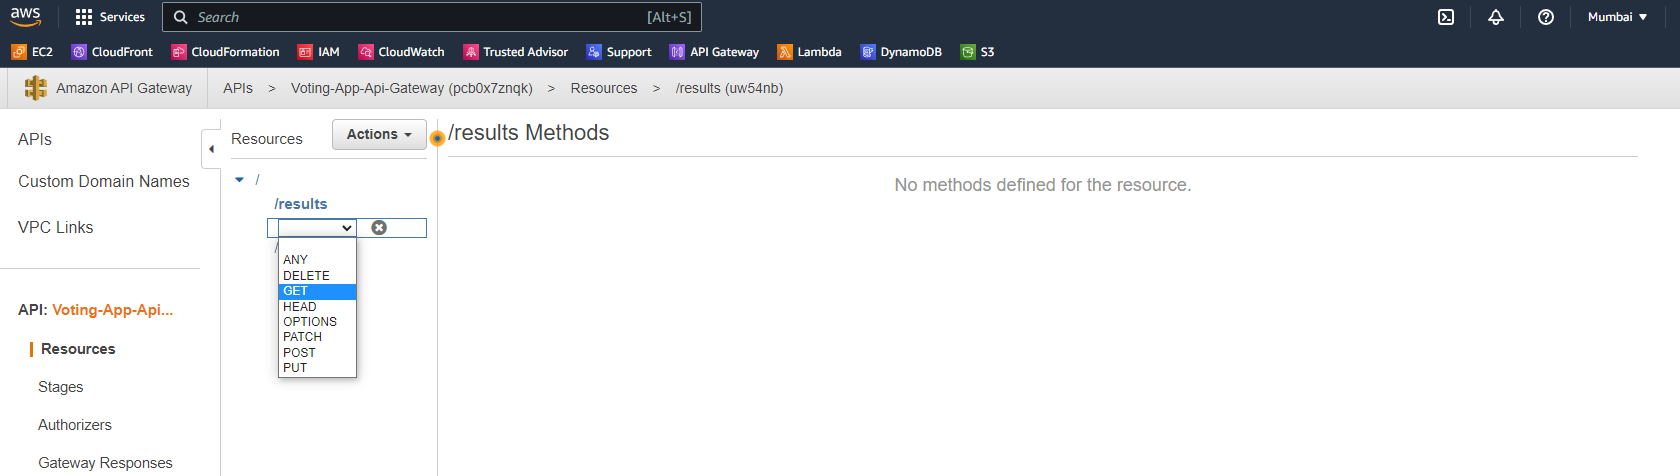 aws Services Search [Alt+S] Mumbai
EC2 CloudFront CloudFormation IAM CloudWatch Trusted Advisor Support API Gateway Lambda DynamoDB S3
Amazon API Gateway APIs > Voting-App-Api-Gateway (pcb0x7znqk) > Resources > /results (uw54nb)
APIs
Custom Domain Names
VPC Links
API: Voting-App-Api...
Resources
Stages
Authorizers
Gateway Responses
Resources Actions
/
/results
/
ANY
DELETE
GET
HEAD
OPTIONS
PATCH
POST
PUT
/results Methods
No methods defined for the resource.